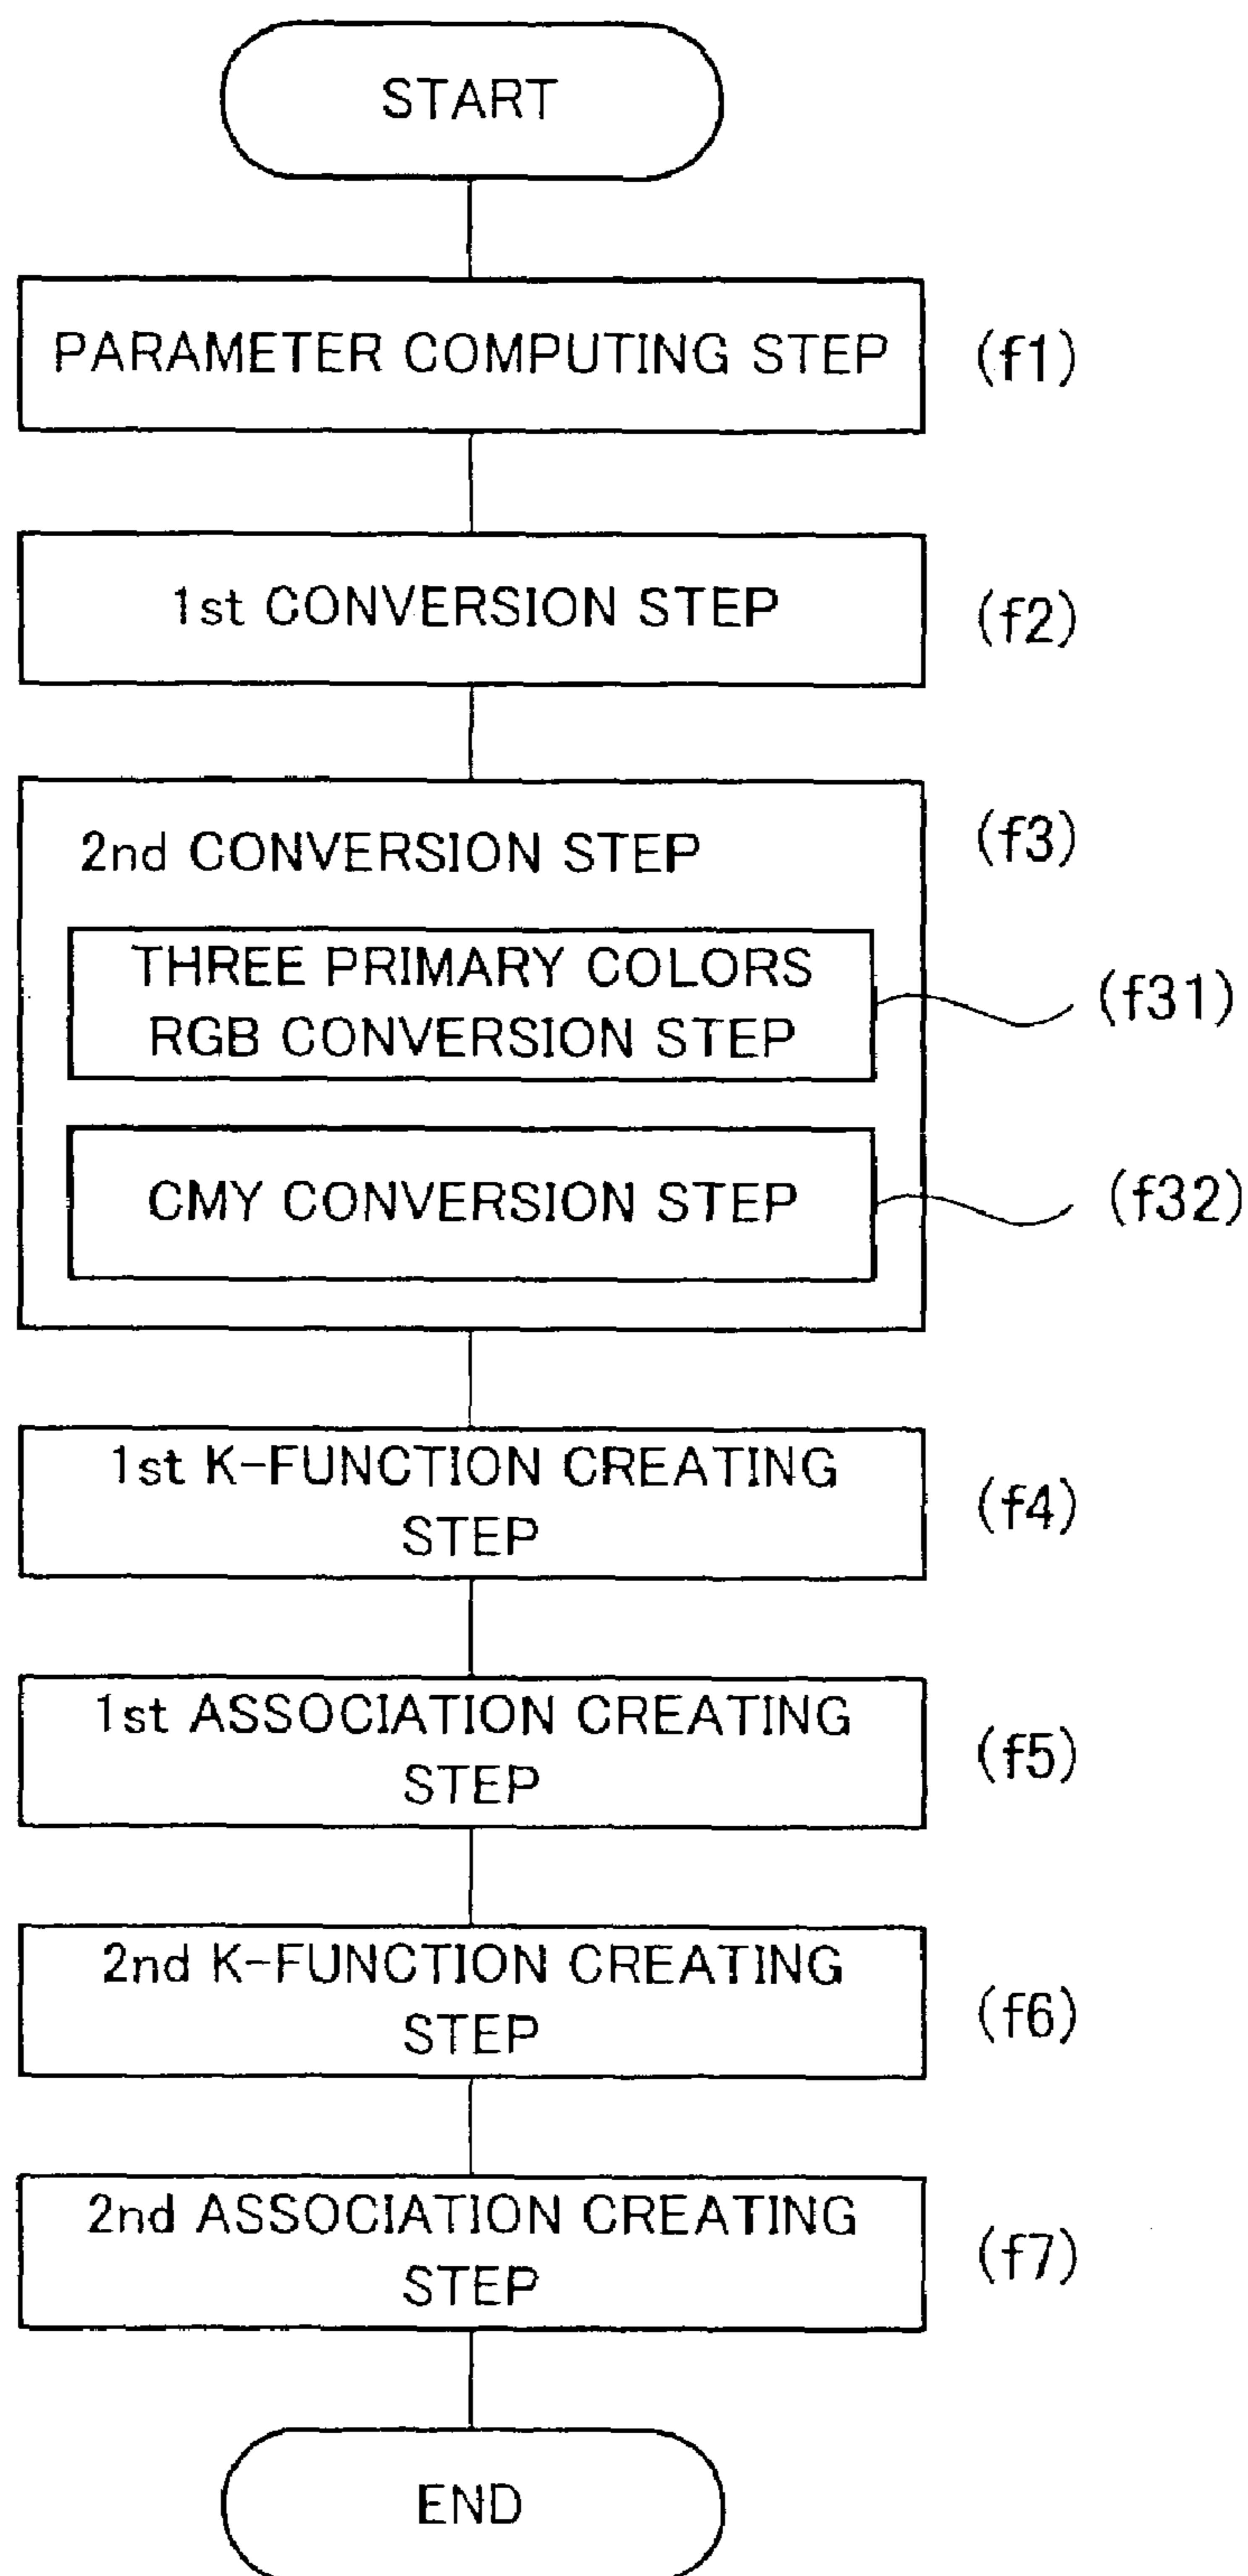 START
PARAMETER COMPUTING STEP (f1)
1st CONVERSION STEP (f2)
2nd CONVERSION STEP (f3)
THREE PRIMARY COLORS
RGB CONVERSION STEP (f31)
CMY CONVERSION STEP (f32)
1st K-FUNCTION CREATING
STEP (f4)
1st ASSOCIATION CREATING
STEP (f5)
2nd K-FUNCTION CREATING
STEP (f6)
2nd ASSOCIATION CREATING
STEP (f7)
END